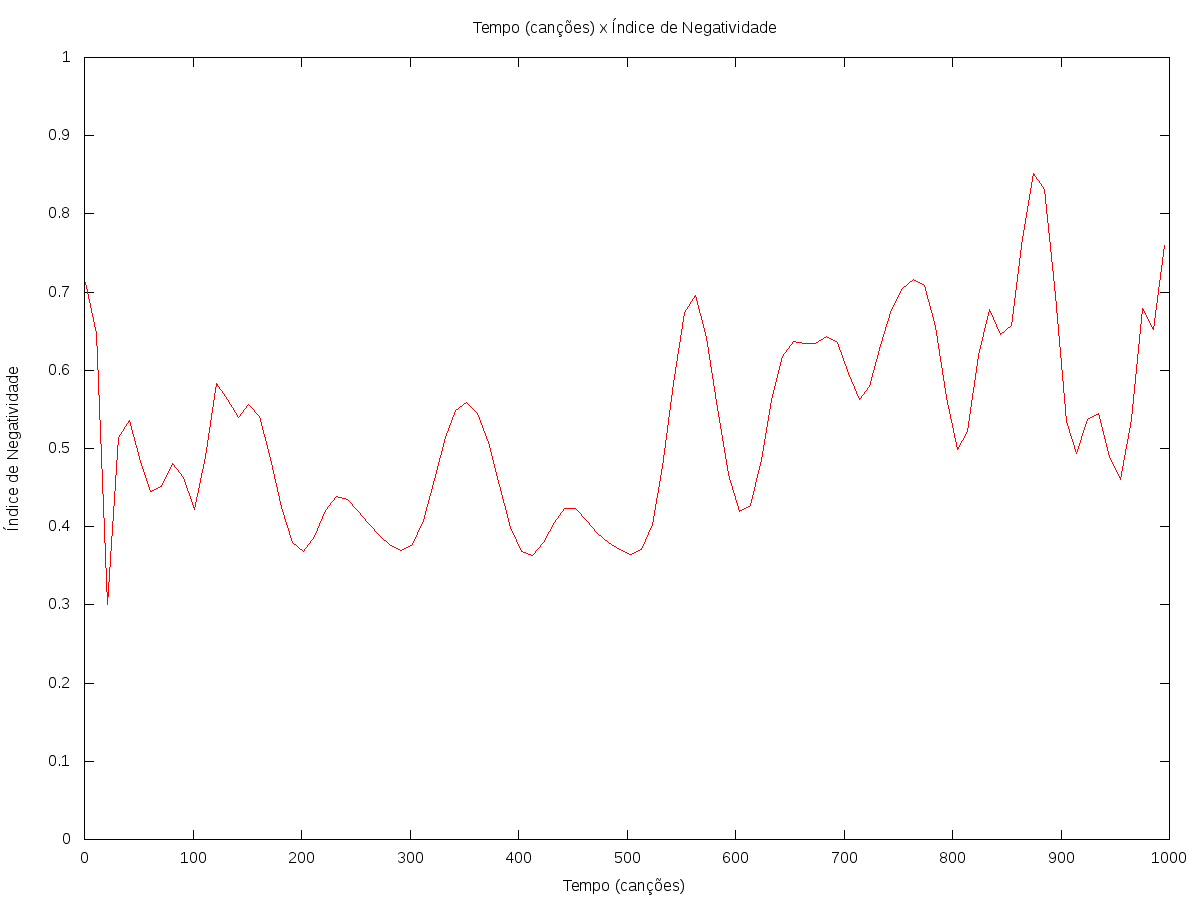 Tempo (canções) x Índice de Negatividade
1
0.9
0.8
0.7
0.6
0.5
0.4
0.3
0.2
0.1
0
Índice de Negatividade
0 100 200 300 400 500 600 700 800 900 1000
Tempo (canções)